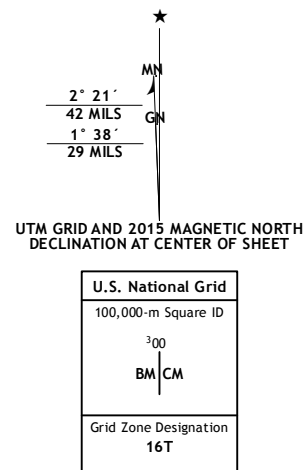 ★
MN
2° 21´
42 MILS
GN
1° 38´
29 MILS
UTM GRID AND 2015 MAGNETIC NORTH
DECLINATION AT CENTER OF SHEET
U.S. National Grid
100,000-m Square ID
³00
BM CM
Grid Zone Designation
16T